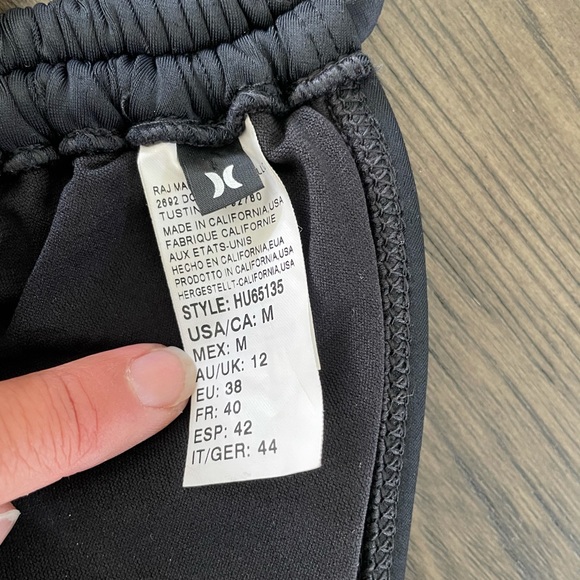 RAJ
2692
TUSTIN
MADE IN CALIFORNIA,USA
FABRIQUE CALIFORNIE
AUX ETATS-UNIS
HECHO EN CALIFORNIA,EUA
PRODOTTO IN CALIFORNIA,USA
HERGESTELLT-CALIFORNIA,USA
STYLE: HU65135
USA/CA: M
MEX: M
AU/UK: 12
EU: 38
FR: 40
ESP: 42
IT/GER: 44